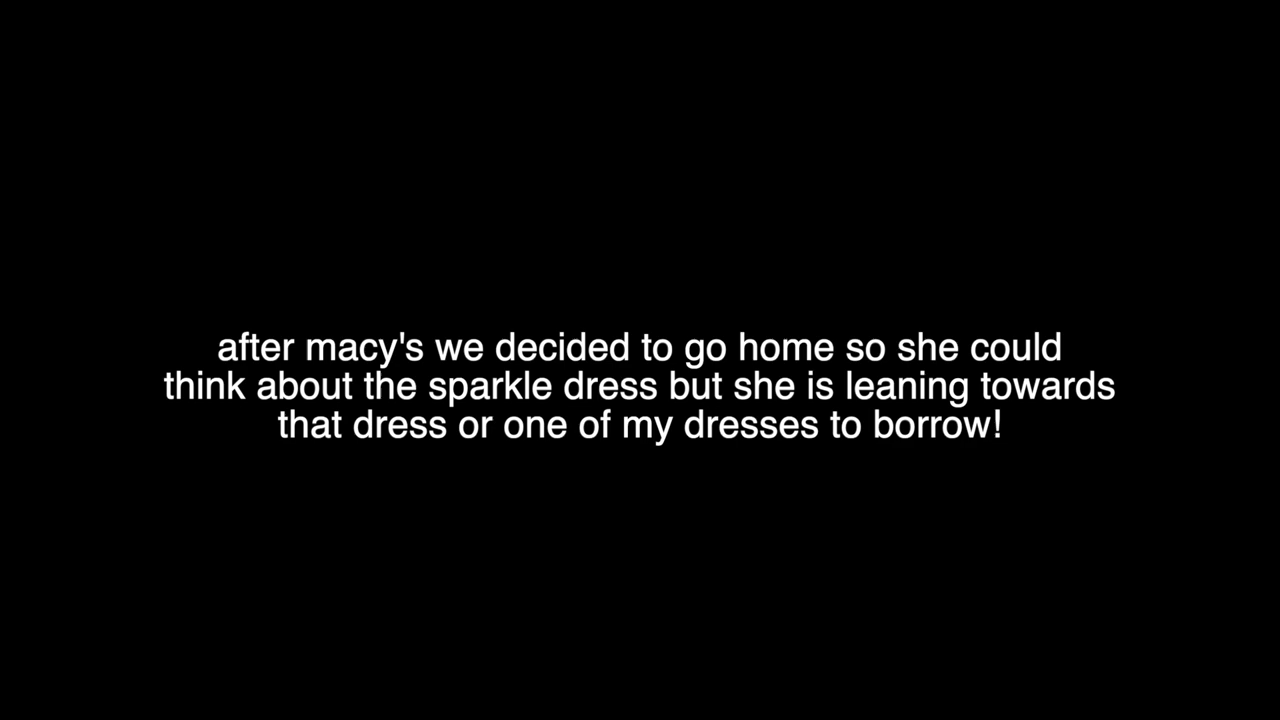 after macy's we decided to go home so she could
think about the sparkle dress but she is leaning towards
that dress or one of my dresses to borrow!